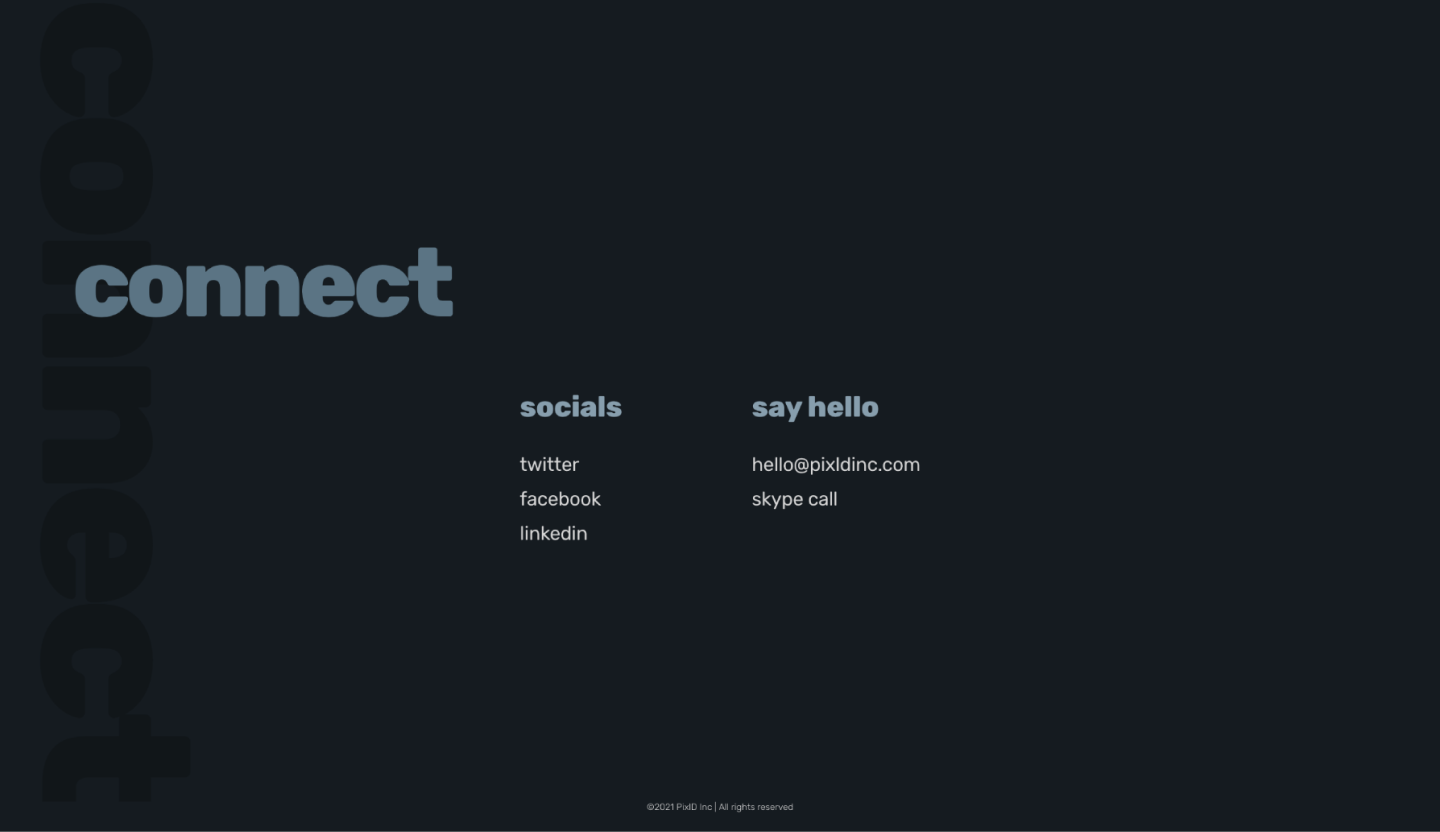 connect
connect
socials
twitter
facebook
linkedin
say hello
hello@pixldinc.com
skype call
©2021 PixlD Inc | All rights reserved